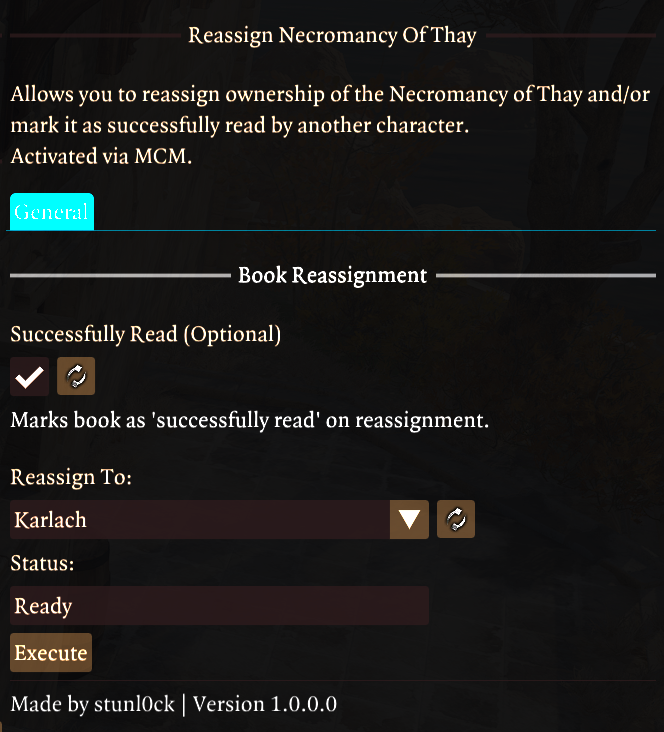 Reassign Necromancy Of Thay
Allows you to reassign ownership of the Necromancy of Thay and/or
mark it as successfully read by another character.
Activated via MCM.
General
Book Reassignment
Successfully Read (Optional)
Marks book as 'successfully read' on reassignment.
Reassign To:
Karlach
Status:
Ready
Execute
Made by stunl0ck | Version 1.0.0.0